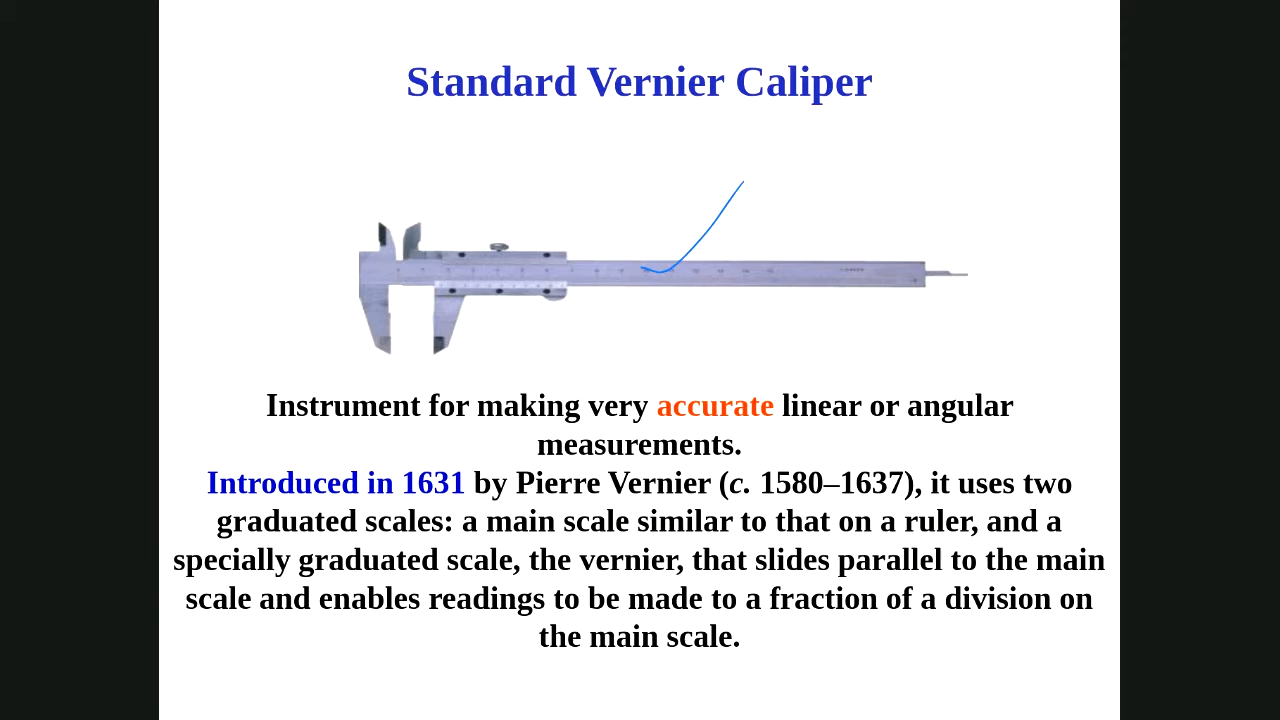 Standard Vernier Caliper
Instrument for making very accurate linear or angular
measurements.
Introduced in 1631 by Pierre Vernier (c. 1580–1637), it uses two
graduated scales: a main scale similar to that on a ruler, and a
specially graduated scale, the vernier, that slides parallel to the main
scale and enables readings to be made to a fraction of a division on
the main scale.